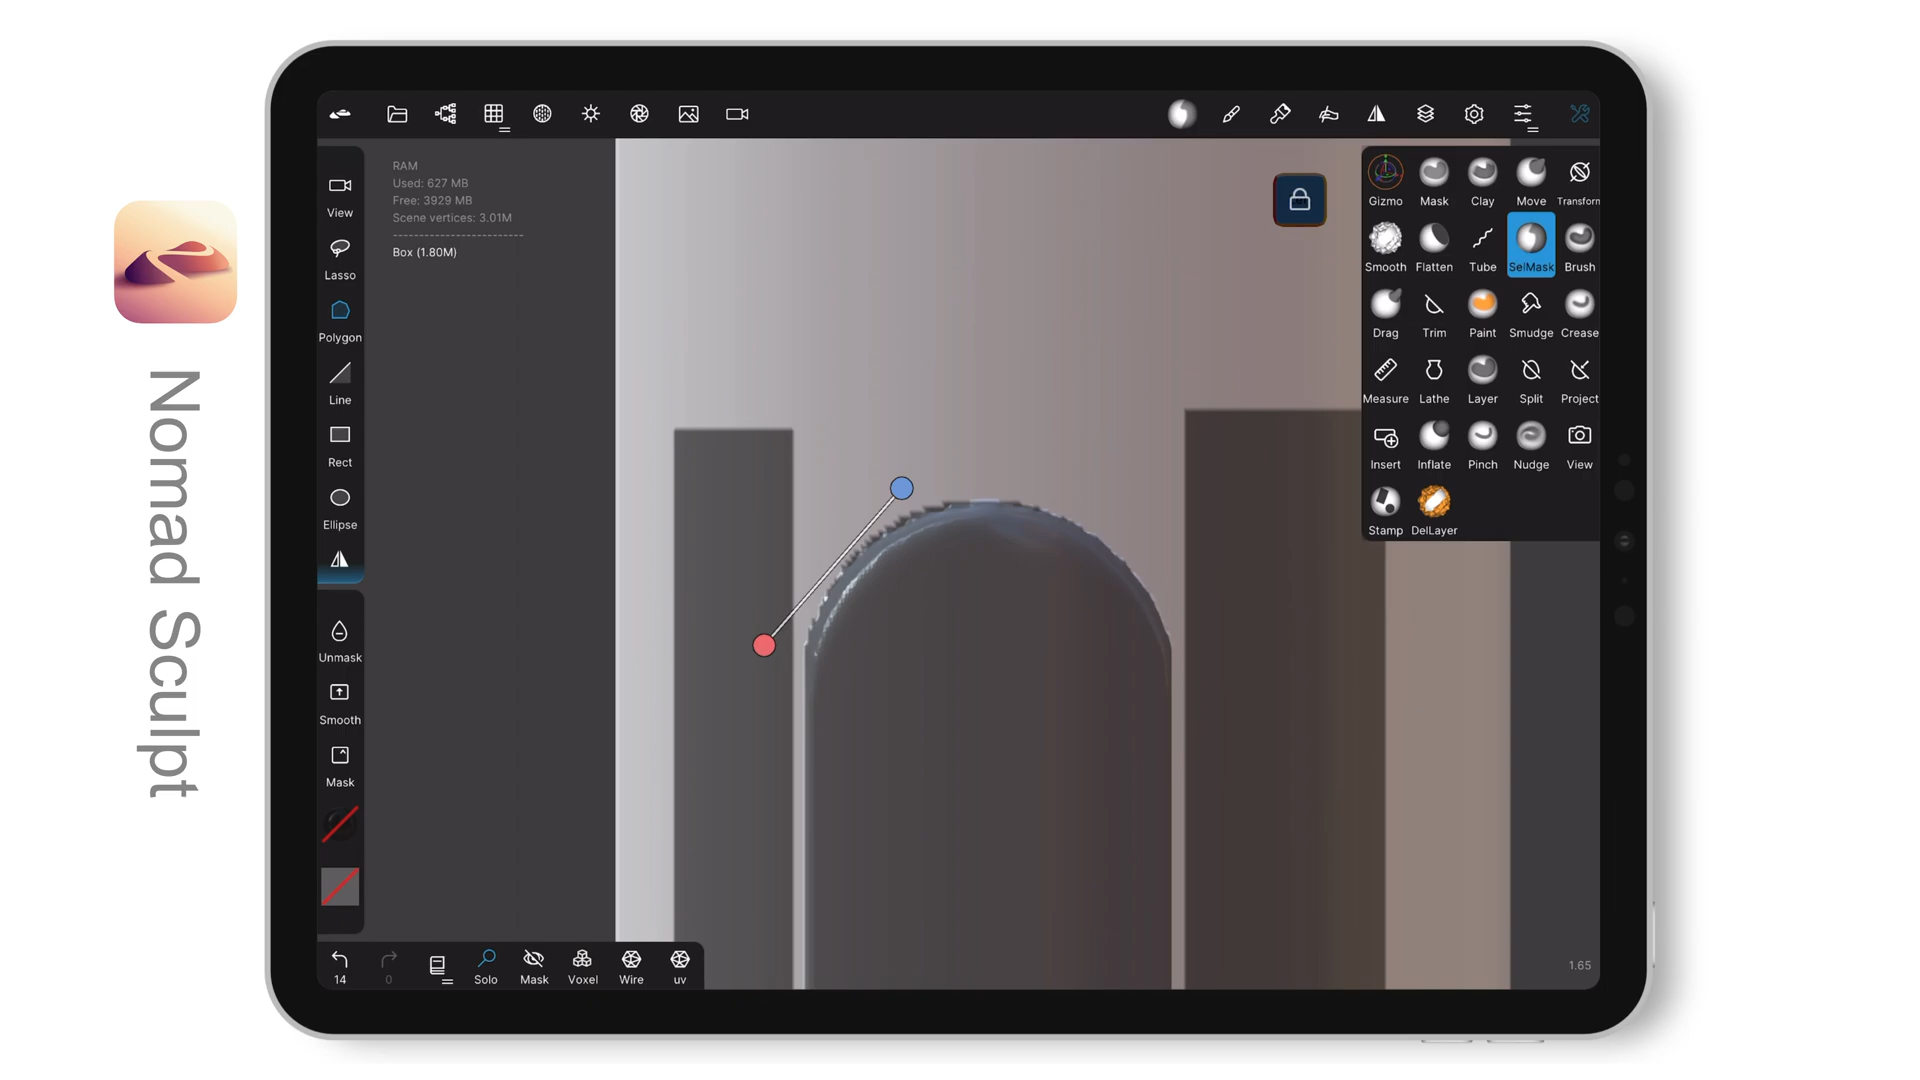 Nomad Sculpt
RAM
Used: 627 MB
Free: 3929 MB
Scene vertices: 3.01M
------------------------
Box (1.80M)
View
Lasso
Polygon
Line
Rect
Ellipse
Unmask
Smooth
Mask
Gizmo Mask Clay Move Transform
Smooth Flatten Tube SelMask Brush
Drag Trim Paint Smudge Crease
Measure Lathe Layer Split Project
Insert Inflate Pinch Nudge View
Stamp DelLayer
14 0 Solo Mask Voxel Wire uv
1.65